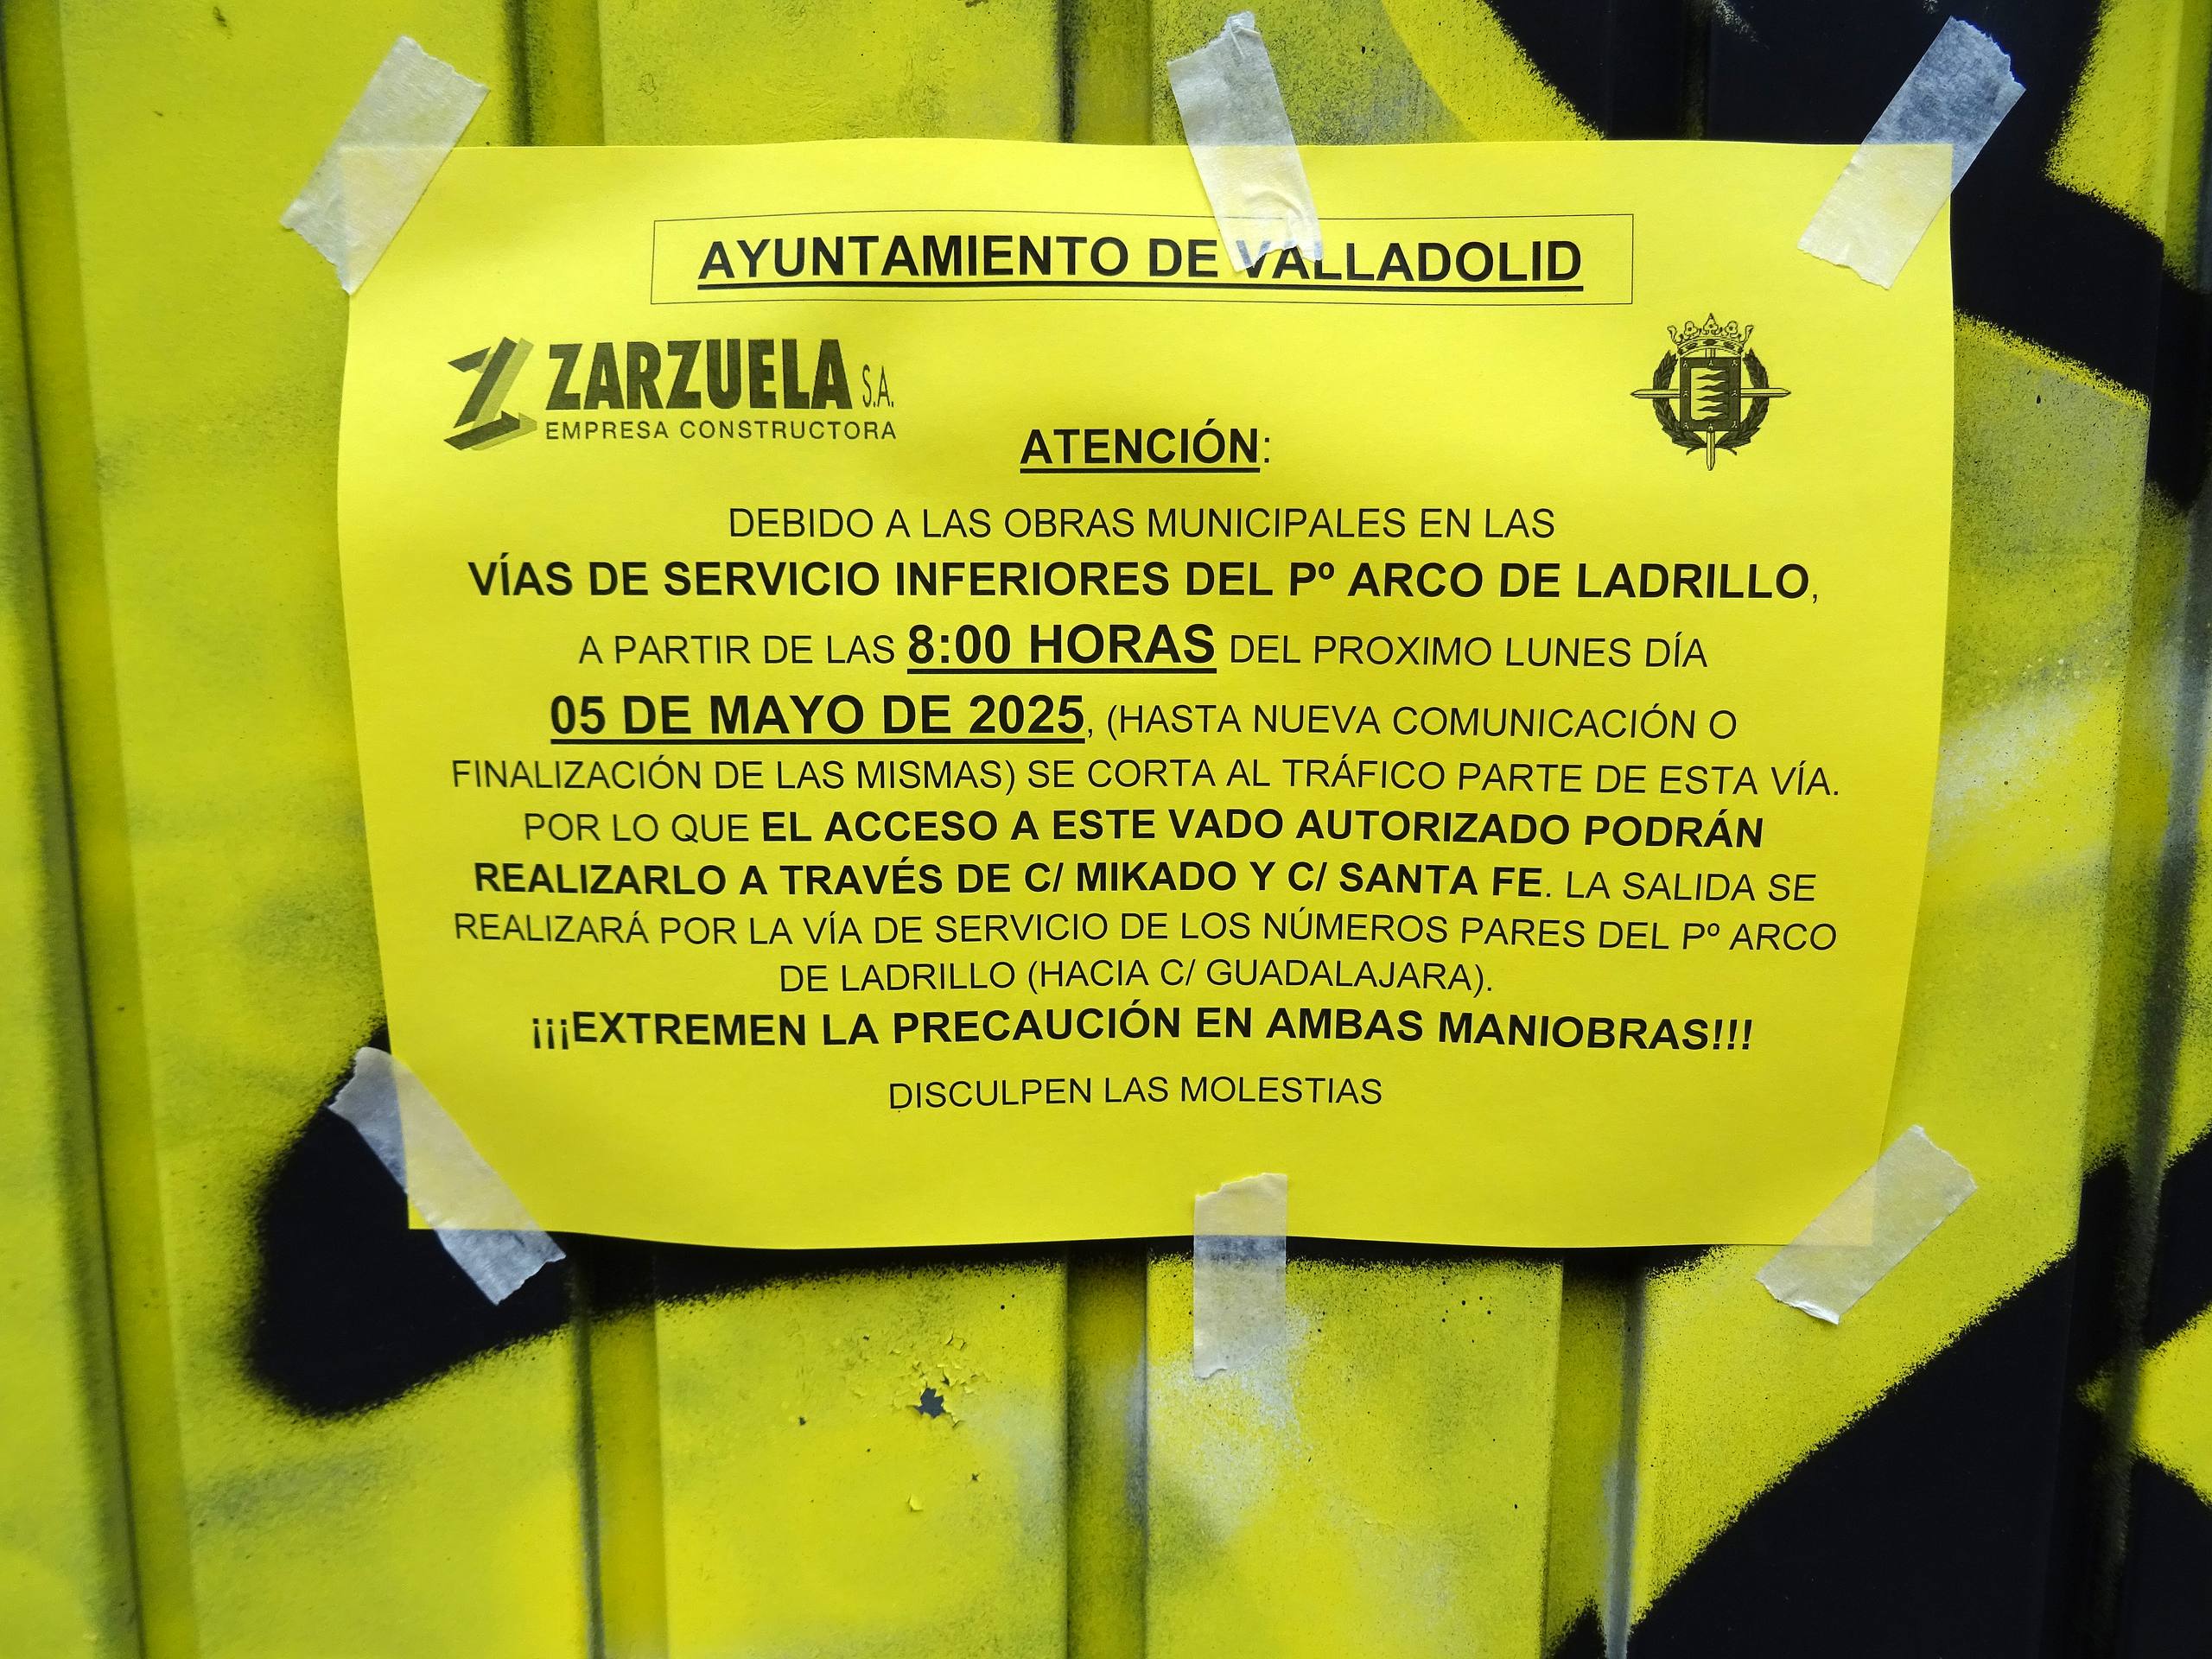 AYUNTAMIENTO DE VALLADOLID
ZARZUELA S.A.
EMPRESA CONSTRUCTORA
ATENCIÓN:
DEBIDO A LAS OBRAS MUNICIPALES EN LAS
VÍAS DE SERVICIO INFERIORES DEL Pº ARCO DE LADRILLO,
A PARTIR DE LAS 8:00 HORAS DEL PROXIMO LUNES DÍA
05 DE MAYO DE 2025, (HASTA NUEVA COMUNICACIÓN O
FINALIZACIÓN DE LAS MISMAS) SE CORTA AL TRÁFICO PARTE DE ESTA VÍA.
POR LO QUE EL ACCESO A ESTE VADO AUTORIZADO PODRÁN
REALIZARLO A TRAVÉS DE C/ MIKADO Y C/ SANTA FE. LA SALIDA SE
REALIZARÁ POR LA VÍA DE SERVICIO DE LOS NÚMEROS PARES DEL Pº ARCO
DE LADRILLO (HACIA C/ GUADALAJARA).
¡¡¡EXTREMEN LA PRECAUCIÓN EN AMBAS MANIOBRAS!!!
DISCULPEN LAS MOLESTIAS